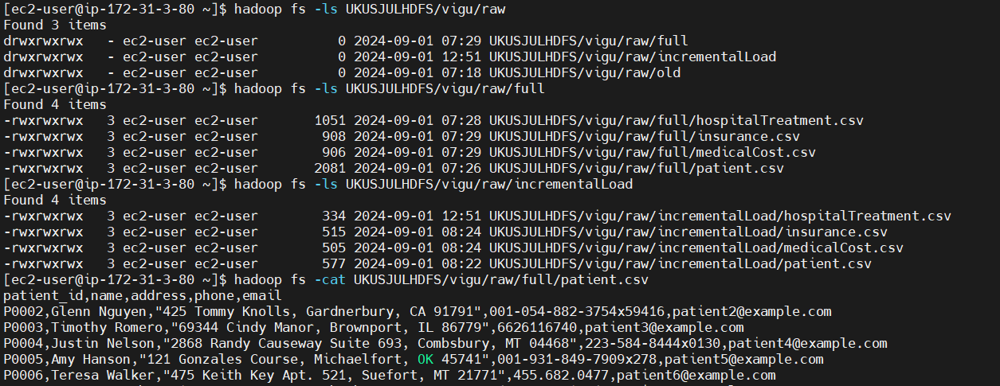 [ec2-user@ip-172-31-3-80 ~]$ hadoop fs -ls UKUSJULHDFS/vigu/raw
Found 3 items
drwxrwxrwx   - ec2-user ec2-user          0 2024-09-01 07:29 UKUSJULHDFS/vigu/raw/full
drwxrwxrwx   - ec2-user ec2-user          0 2024-09-01 12:51 UKUSJULHDFS/vigu/raw/incrementalLoad
drwxrwxrwx   - ec2-user ec2-user          0 2024-09-01 07:18 UKUSJULHDFS/vigu/raw/old
[ec2-user@ip-172-31-3-80 ~]$ hadoop fs -ls UKUSJULHDFS/vigu/raw/full
Found 4 items
-rwxrwxrwx   3 ec2-user ec2-user       1051 2024-09-01 07:28 UKUSJULHDFS/vigu/raw/full/hospitalTreatment.csv
-rwxrwxrwx   3 ec2-user ec2-user        908 2024-09-01 07:29 UKUSJULHDFS/vigu/raw/full/insurance.csv
-rwxrwxrwx   3 ec2-user ec2-user        906 2024-09-01 07:29 UKUSJULHDFS/vigu/raw/full/medicalCost.csv
-rwxrwxrwx   3 ec2-user ec2-user       2081 2024-09-01 07:26 UKUSJULHDFS/vigu/raw/full/patient.csv
[ec2-user@ip-172-31-3-80 ~]$ hadoop fs -ls UKUSJULHDFS/vigu/raw/incrementalLoad
Found 4 items
-rwxrwxrwx   3 ec2-user ec2-user        334 2024-09-01 12:51 UKUSJULHDFS/vigu/raw/incrementalLoad/hospitalTreatment.csv
-rwxrwxrwx   3 ec2-user ec2-user        515 2024-09-01 08:24 UKUSJULHDFS/vigu/raw/incrementalLoad/insurance.csv
-rwxrwxrwx   3 ec2-user ec2-user        505 2024-09-01 08:24 UKUSJULHDFS/vigu/raw/incrementalLoad/medicalCost.csv
-rwxrwxrwx   3 ec2-user ec2-user        577 2024-09-01 08:22 UKUSJULHDFS/vigu/raw/incrementalLoad/patient.csv
[ec2-user@ip-172-31-3-80 ~]$ hadoop fs -cat UKUSJULHDFS/vigu/raw/full/patient.csv
patient_id,name,address,phone,email
P0002,Glenn Nguyen,"425 Tommy Knolls, Gardnerbury, CA 91791",001-054-882-3754x59416,patient2@example.com
P0003,Timothy Romero,"69344 Cindy Manor, Brownport, IL 86779",6626116740,patient3@example.com
P0004,Justin Nelson,"2868 Randy Causeway Suite 693, Combsbury, MT 04468",223-584-8444x0130,patient4@example.com
P0005,Amy Hanson,"121 Gonzales Course, Michaelfort, OK 45741",001-931-849-7909x278,patient5@example.com
P0006,Teresa Walker,"475 Keith Key Apt. 521, Suefort, MT 21771",455.682.0477,patient6@example.com